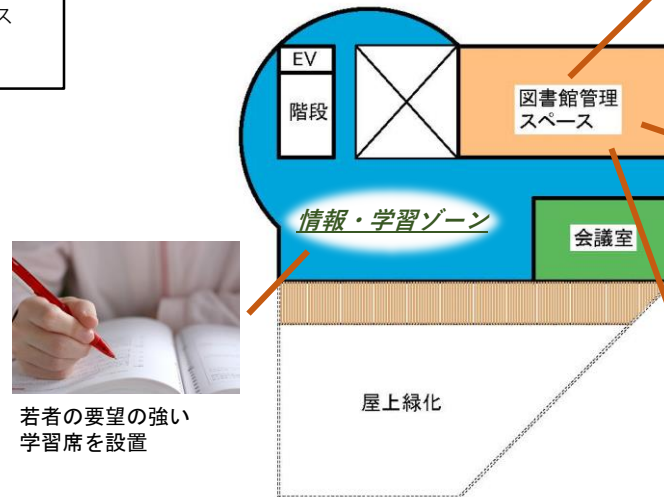 ス
EV
階段
図書館管理
スペース
情報・学習ゾーン
会議室
若者の要望の強い
学習席を設置
屋上緑化